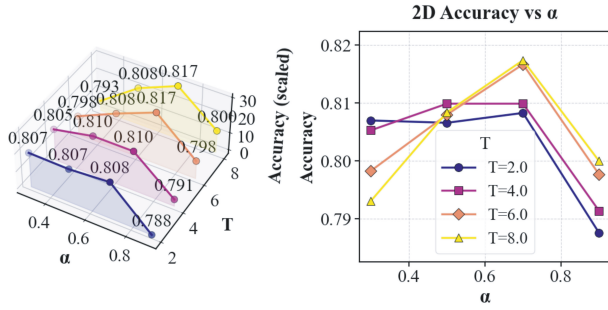 2D Accuracy vs α
0.793 0.808 0.817
0.798 0.808 0.817 0.800
0.805 0.810 0.810 0.798
0.807 0.807 0.808 0.791
0.788
0.4 0.6 0.8
α
2 4 6 8
T
0 10 20 30
Accuracy (scaled)
Accuracy
0.82
0.81
0.80
0.79
T
T=2.0
T=4.0
T=6.0
T=8.0
0.4 0.6 0.8
α